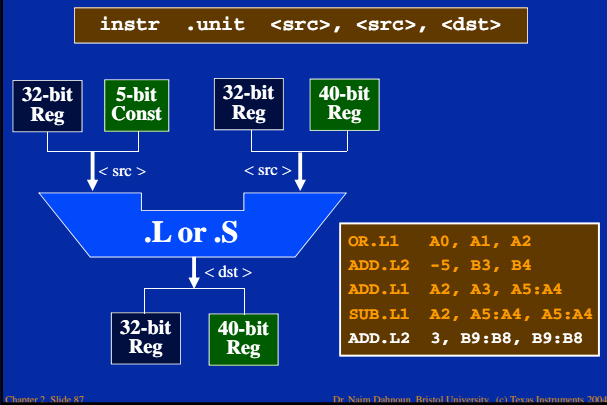 instr .unit <src>, <src>, <dst>
32-bit Reg
5-bit Const
32-bit Reg
40-bit Reg
< src >
< src >
.L or .S
< dst >
32-bit Reg
40-bit Reg
OR.L1 A0, A1, A2
ADD.L2 -5, B3, B4
ADD.L1 A2, A3, A5:A4
SUB.L1 A2, A5:A4, A5:A4
ADD.L2 3, B9:B8, B9:B8
Chapter 2, Slide 87
Dr. Naim Dahnoun, Bristol University, (c) Texas Instruments 2004